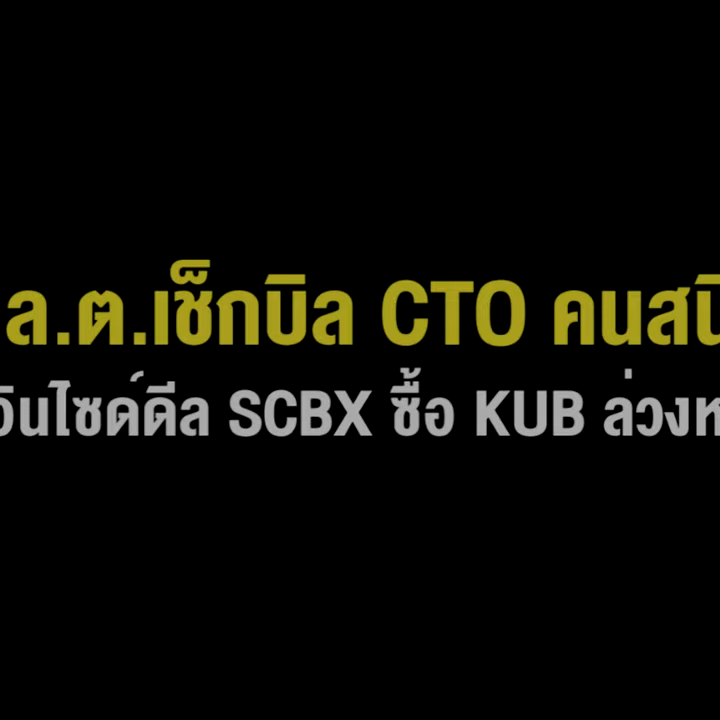 ล.ต.เช็กบิล CTO คนสนิ
อินไซด์ดีล SCBX ซื้อ KUB ล่วงห